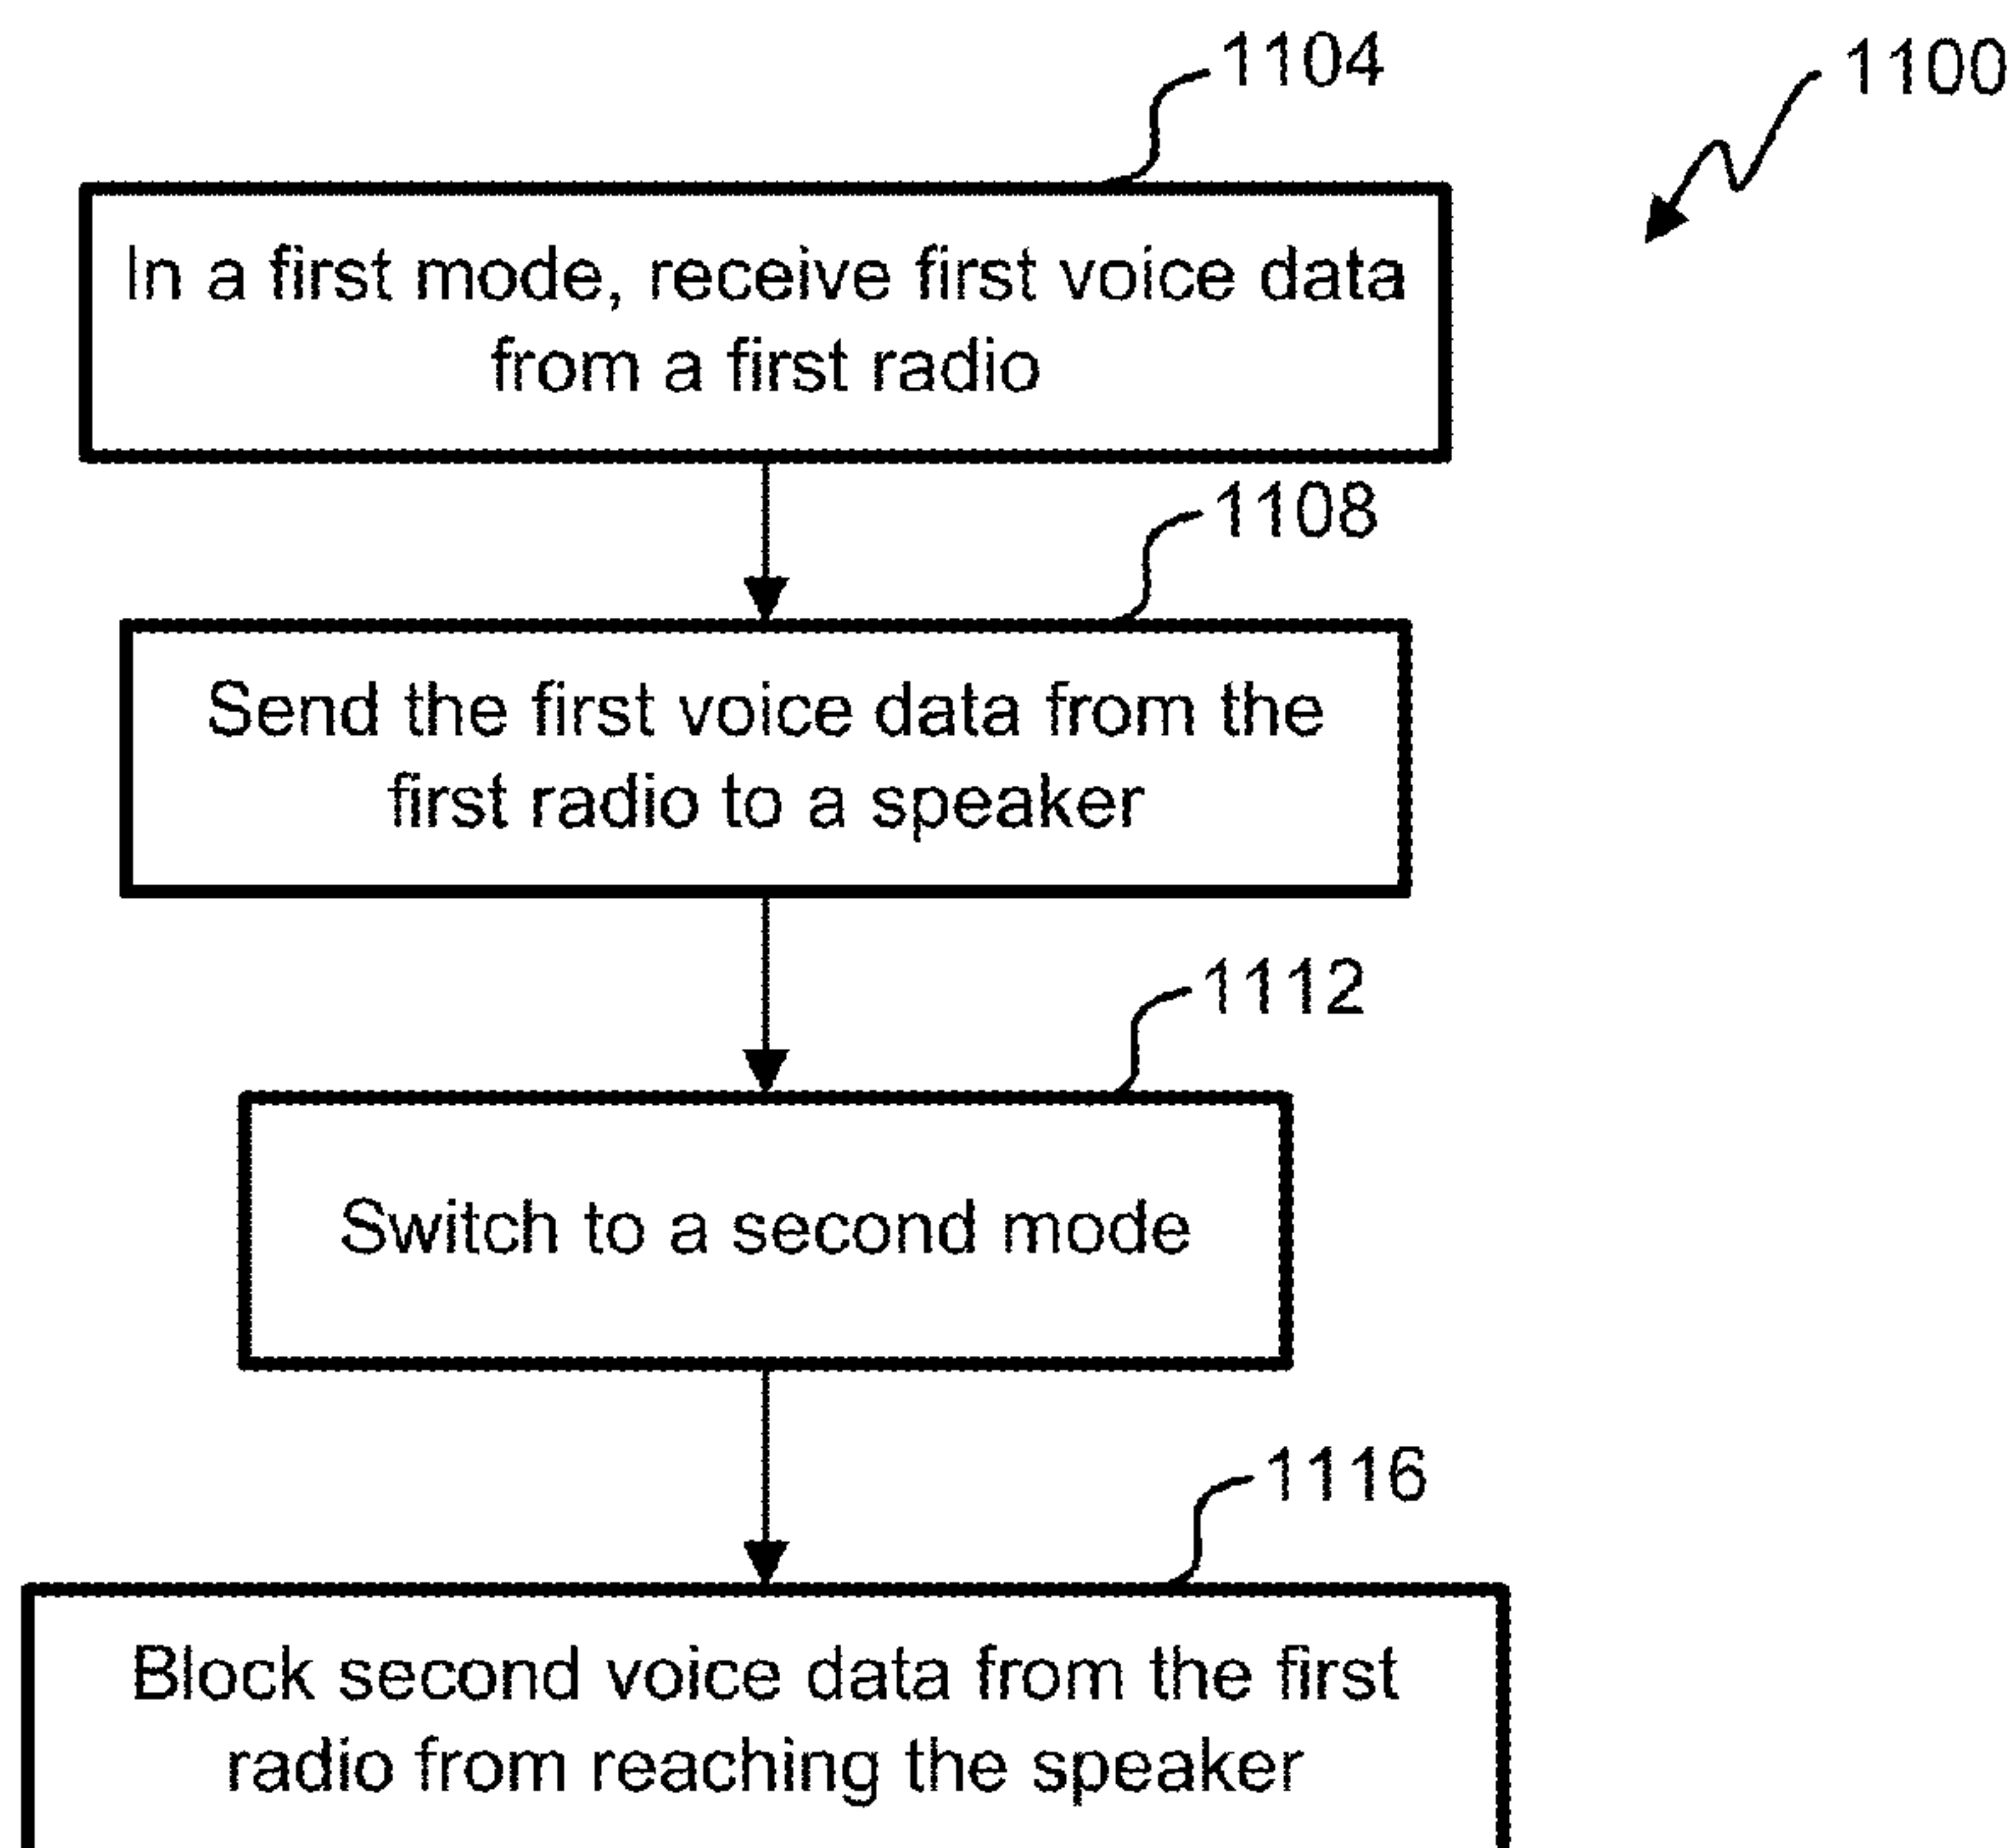 1104
1100
In a first mode, receive first voice data
from a first radio
1108
Send the first voice data from the
first radio to a speaker
1112
Switch to a second mode
1116
Block second voice data from the first
radio from reaching the speaker